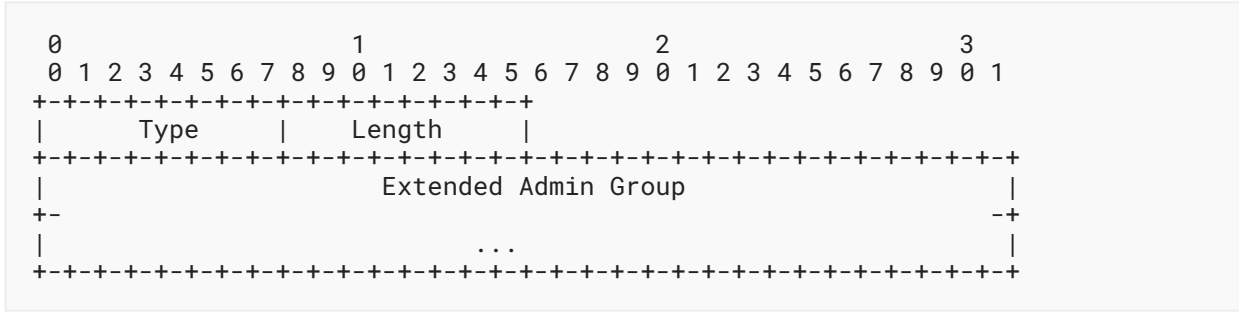 0                   1                   2                   3
 0 1 2 3 4 5 6 7 8 9 0 1 2 3 4 5 6 7 8 9 0 1 2 3 4 5 6 7 8 9 0 1
+-+-+-+-+-+-+-+-+-+-+-+-+-+-+-+-+
|      Type     |    Length     |
+-+-+-+-+-+-+-+-+-+-+-+-+-+-+-+-+-+-+-+-+-+-+-+-+-+-+-+-+-+-+-+-+
|                      Extended Admin Group                     |
+-                                                             -+
|                            ...                                |
+-+-+-+-+-+-+-+-+-+-+-+-+-+-+-+-+-+-+-+-+-+-+-+-+-+-+-+-+-+-+-+-+